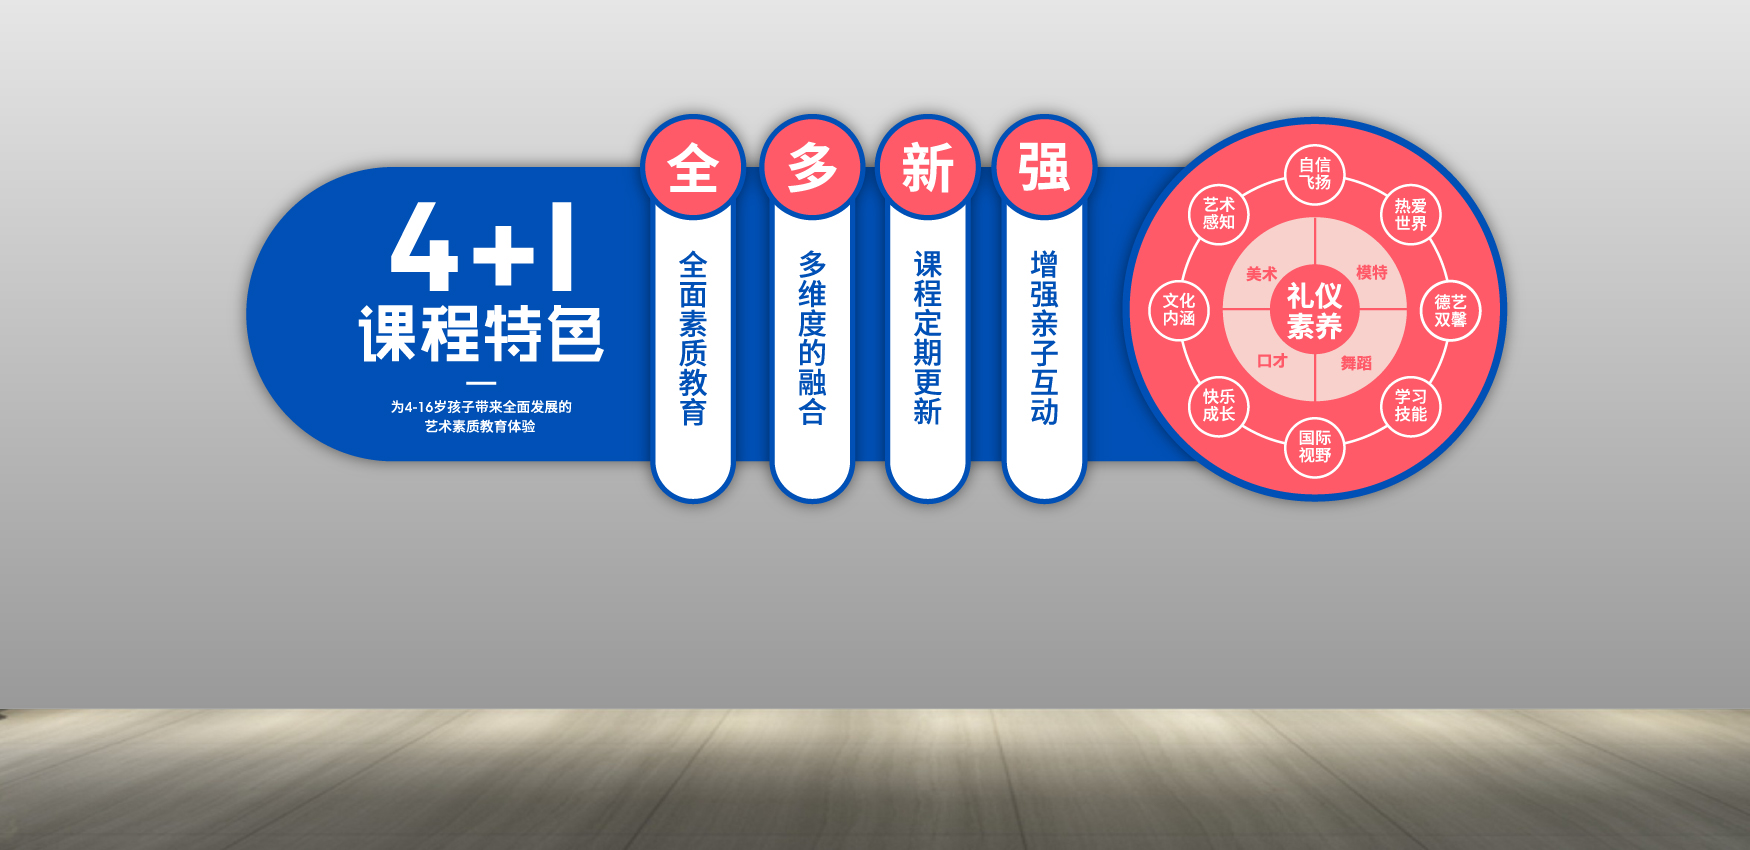 4+1
课程特色
为4-16岁孩子带来全面发展的
艺术素质教育体验
全
全面素质教育
多
多维度的融合
新
课程定期更新
强
增强亲子互动
自信
飞扬
热爱
世界
德艺
双馨
学习
技能
国际
视野
快乐
成长
文化
内涵
艺术
感知
美术
模特
口才
舞蹈
礼仪
素养